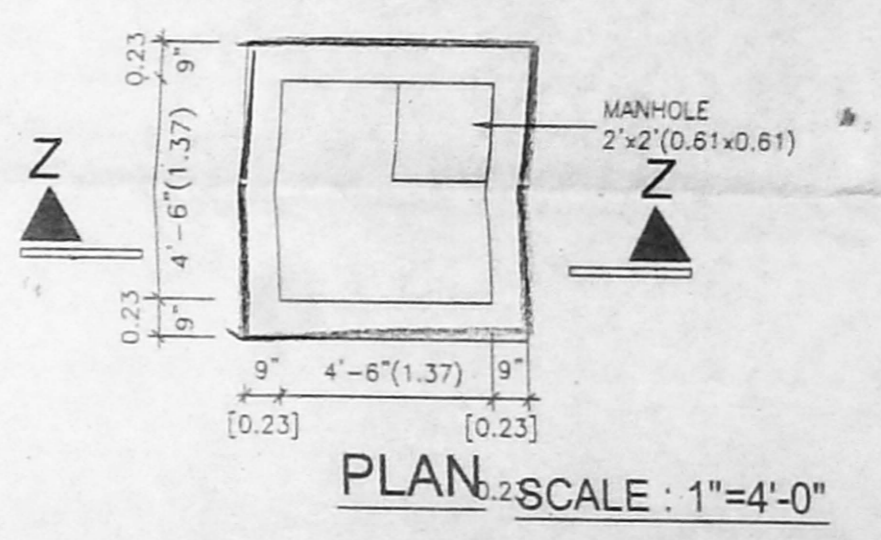 0.23
9"
4'-6"(1.37)
0.23
9"
Z
MANHOLE
2'x2'(0.61x0.61)
Z
9"
4'-6"(1.37)
9"
[0.23]
[0.23]
PLAN
0.23
SCALE : 1"=4'-0"